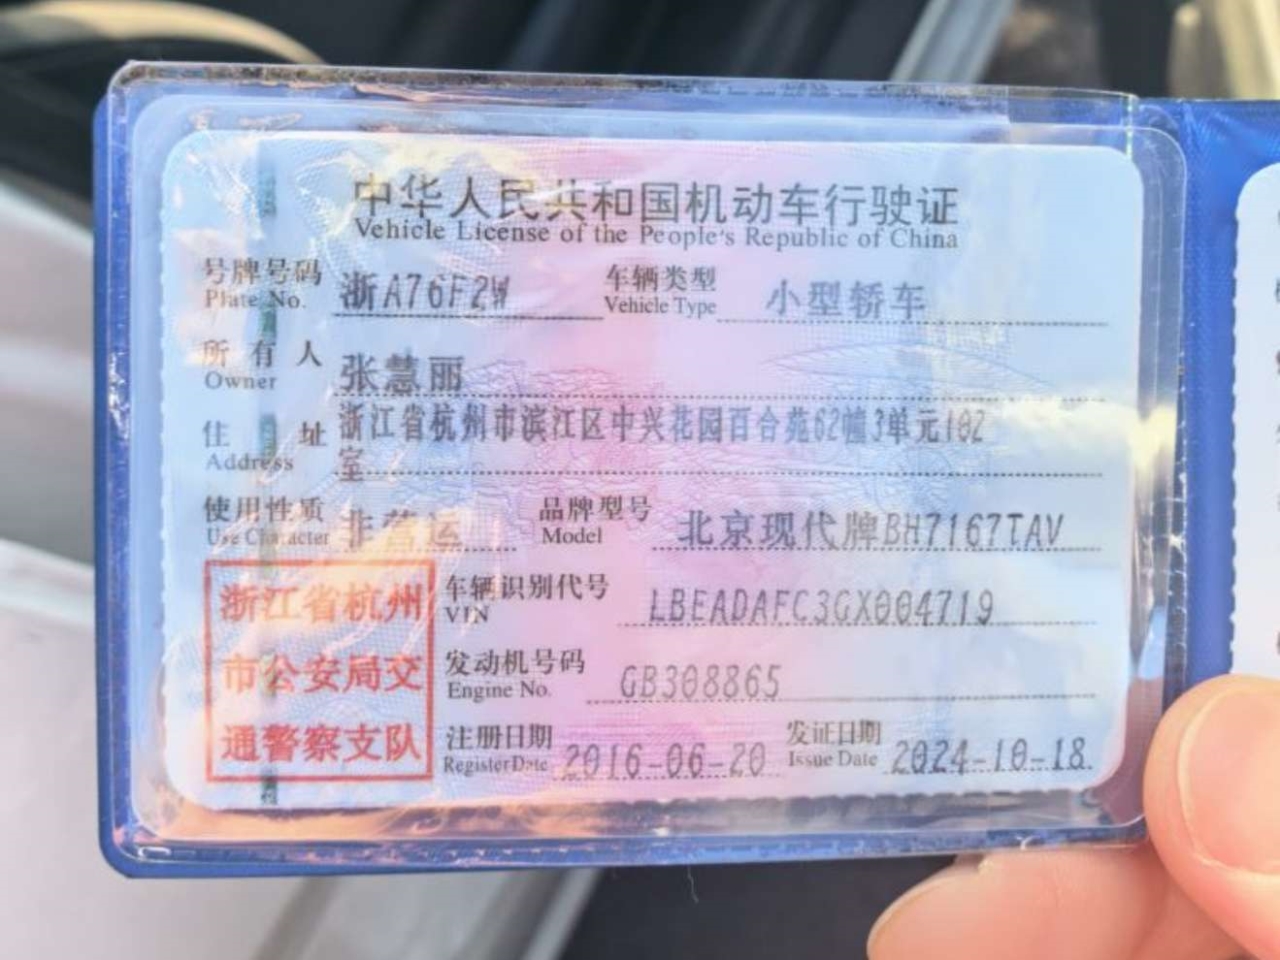 中华人民共和国机动车行驶证
Vehicle License of the People's Republic of China
号牌号码 浙A76F2W 车辆类型 小型轿车
Plate No. Vehicle Type
所有人 张慧丽
Owner
住址 浙江省杭州市滨江区中兴花园百合苑62幢3单元102
Address 室
使用性质 非营运 品牌型号 北京现代牌BH7167TAV
Use Character Model
浙江省杭州 车辆识别代号 LBEADAFC3GX004719
VIN
市公安局交 发动机号码 GB308865
Engine No.
通警察支队 注册日期 2016-06-20 发证日期 2024-10-18
Register Date Issue Date